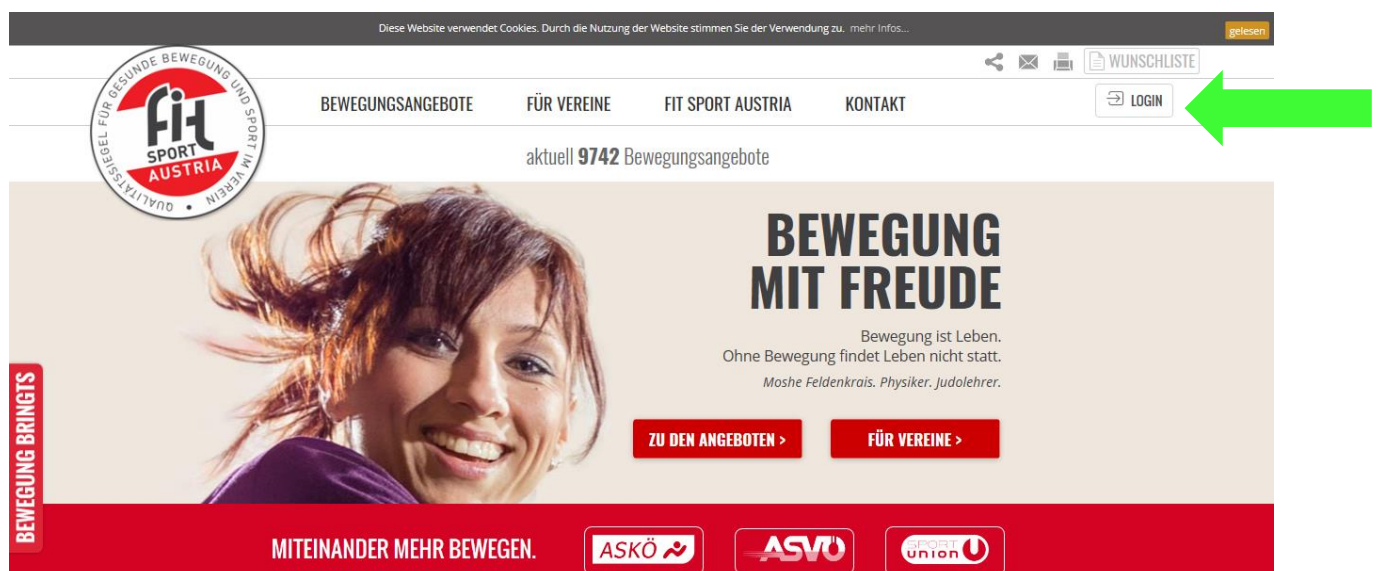 Diese Website verwendet Cookies. Durch die Nutzung der Website stimmen Sie der Verwendung zu. mehr Infos...
gelesen
WUNSCHLISTE
QUALITÄTSSIEGEL FÜR GESUNDE BEWEGUNG UND SPORT IM VEREIN
fit
SPORT
AUSTRIA
BEWEGUNGSANGEBOTE
FÜR VEREINE
FIT SPORT AUSTRIA
KONTAKT
LOGIN
aktuell 9742 Bewegungsangebote
BEWEGUNG
MIT FREUDE
Bewegung ist Leben.
Ohne Bewegung findet Leben nicht statt.
Moshe Feldenkrais. Physiker. Judolehrer.
ZU DEN ANGEBOTEN >
FÜR VEREINE >
BEWEGUNG BRINGTS
MITEINANDER MEHR BEWEGEN.
ASKÖ
ASVÖ
SPORT
UNION